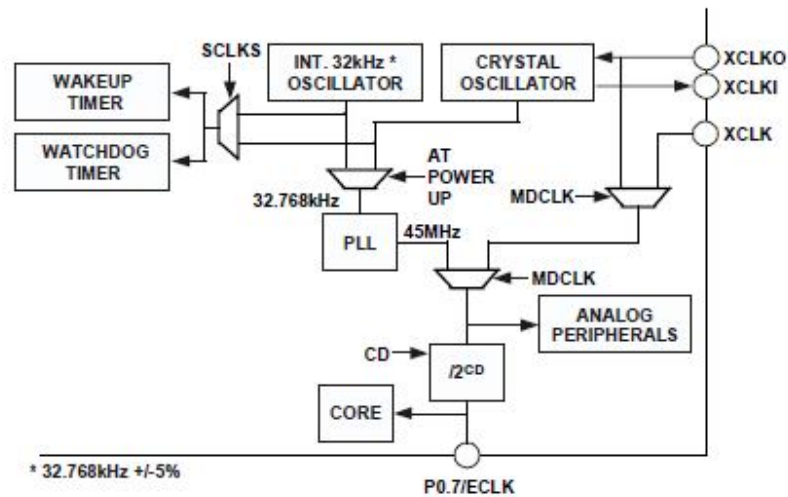 SCLKS
INT. 32kHz *
OSCILLATOR
CRYSTAL
OSCILLATOR
XCLKO
XCLKI
WAKEUP
TIMER
WATCHDOG
TIMER
XCLK
AT
POWER
UP
MDCLK
32.768kHz
PLL
45MHz
MDCLK
ANALOG
PERIPHERALS
CD
/2CD
CORE
* 32.768kHz +/-5%
P0.7/ECLK